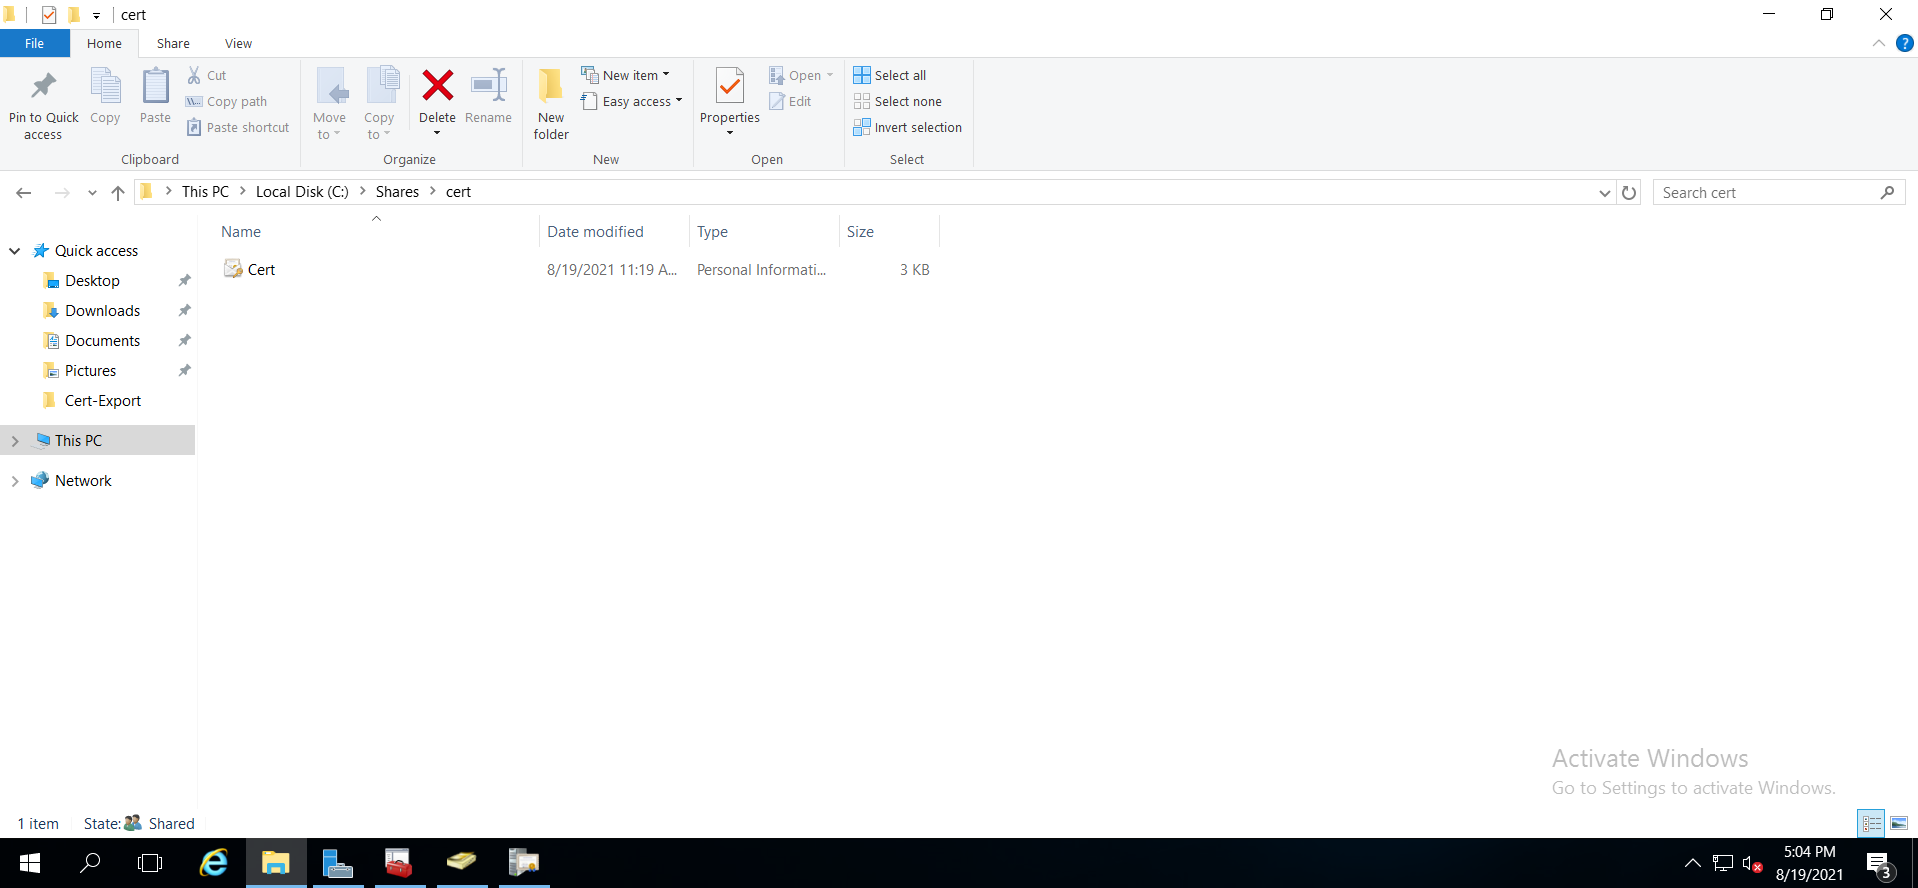 cert
File Home Share View
Pin to Quick access
Copy
Paste
Cut
Copy path
Paste shortcut
Clipboard
Move to
Copy to
Delete
Rename
Organize
New folder
New item
Easy access
New
Properties
Open
Edit
Open
Select all
Select none
Invert selection
Select
This PC Local Disk (C:) Shares cert
Search cert
Name Date modified Type Size
Cert 8/19/2021 11:19 A... Personal Informati... 3 KB
Quick access
Desktop
Downloads
Documents
Pictures
Cert-Export
This PC
Network
Activate Windows
Go to Settings to activate Windows.
1 item State: Shared
5:04 PM
8/19/2021
3